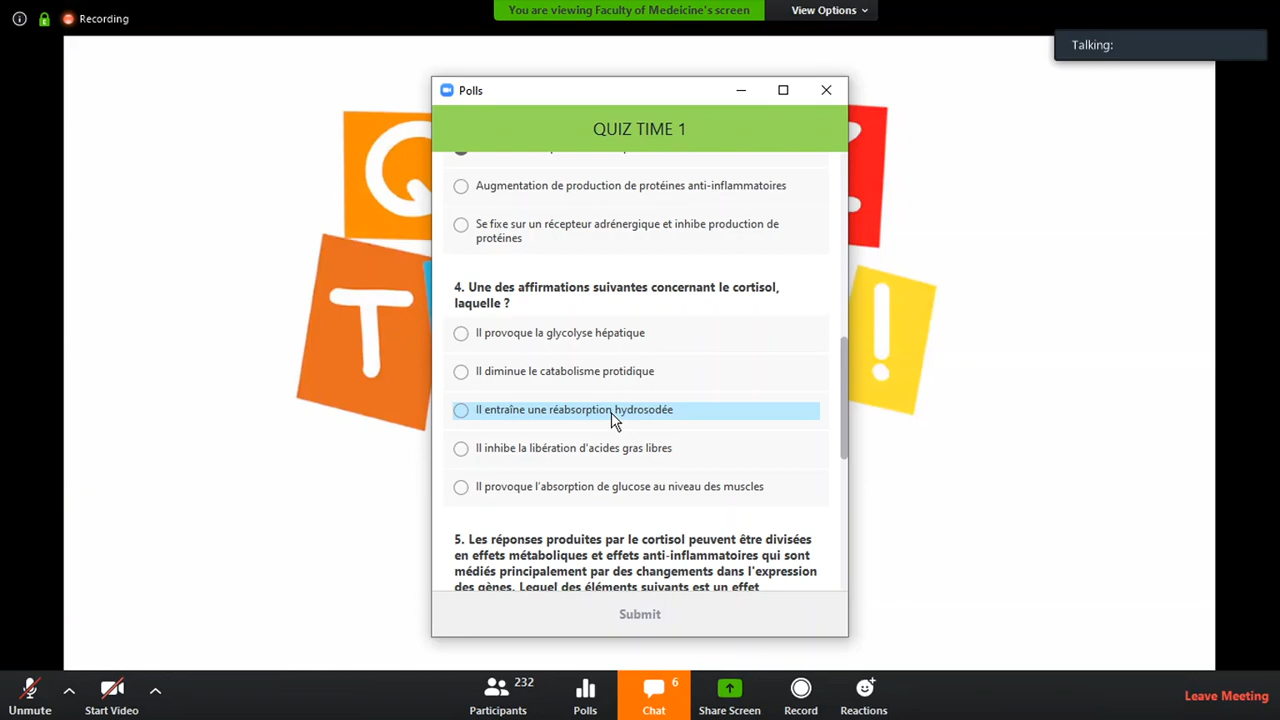 Recording
You are viewing Faculty of Medeicine's screen
View Options
Talking:
Polls
QUIZ TIME 1
Q
T
!
Augmentation de production de protéines anti-inflammatoires
Se fixe sur un récepteur adrénergique et inhibe production de
protéines
4. Une des affirmations suivantes concernant le cortisol,
laquelle ?
Il provoque la glycolyse hépatique
Il diminue le catabolisme protidique
Il entraîne une réabsorption hydrosodée
Il inhibe la libération d'acides gras libres
Il provoque l'absorption de glucose au niveau des muscles
5. Les réponses produites par le cortisol peuvent être divisées
en effets métaboliques et effets anti-inflammatoires qui sont
médiés principalement par des changements dans l'expression
des gènes. Lequel des éléments suivants est un effet
Submit
Unmute
Start Video
232
Participants
Polls
6
Chat
Share Screen
Record
Reactions
Leave Meeting